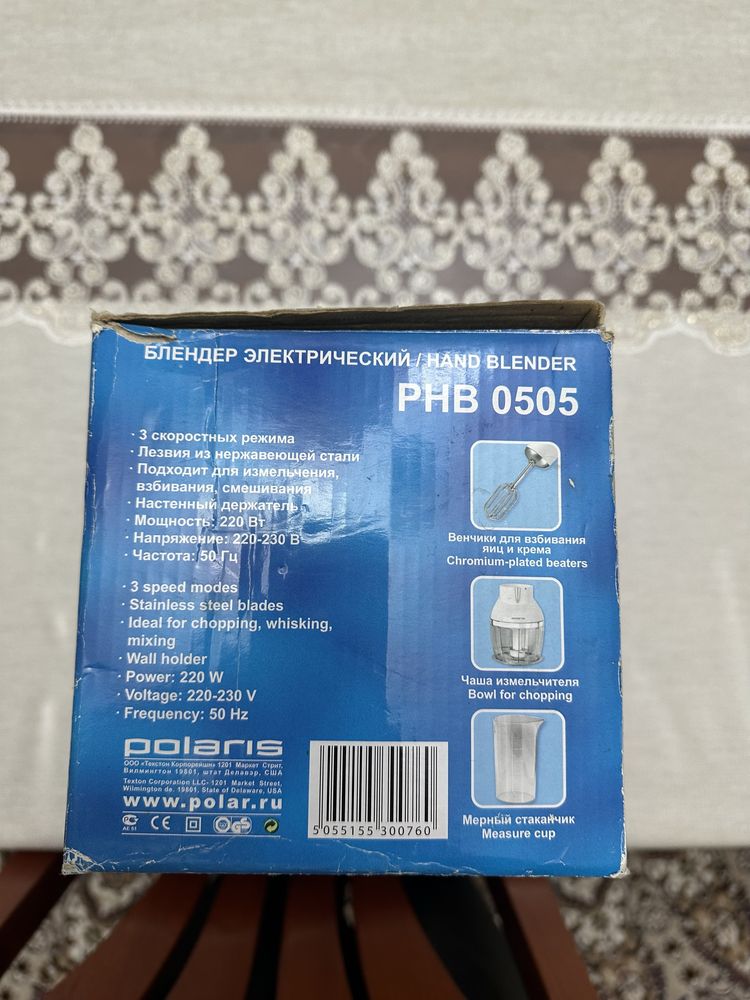 БЛЕНДЕР ЭЛЕКТРИЧЕСКИЙ / HAND BLENDER
PHB 0505
· 3 скоростных режима
· Лезвия из нержавеющей стали
· Подходит для измельчения,
взбивания, смешивания
· Настенный держатель
· Мощность: 220 Вт
· Напряжение: 220-230 В
· Частота: 50 Гц
· 3 speed modes
· Stainless steel blades
· Ideal for chopping, whisking,
mixing
· Wall holder
· Power: 220 W
· Voltage: 220-230 V
· Frequency: 50 Hz
Венчики для взбивания
яиц и крема
Chromium-plated beaters
Чаша измельчителя
Bowl for chopping
Мерный стаканчик
Measure cup
polaris
ООО «Текстон Корпорейшн» 1201 Маркет Стрит,
Вилмингтон 19801, штат Делавэр, США
Texton Corporation LLC- 1201 Market Street,
Wilmington de. 19801, State of Delaware, USA
www.polar.ru
АЕ 51
CE
GS
5 055155 300760